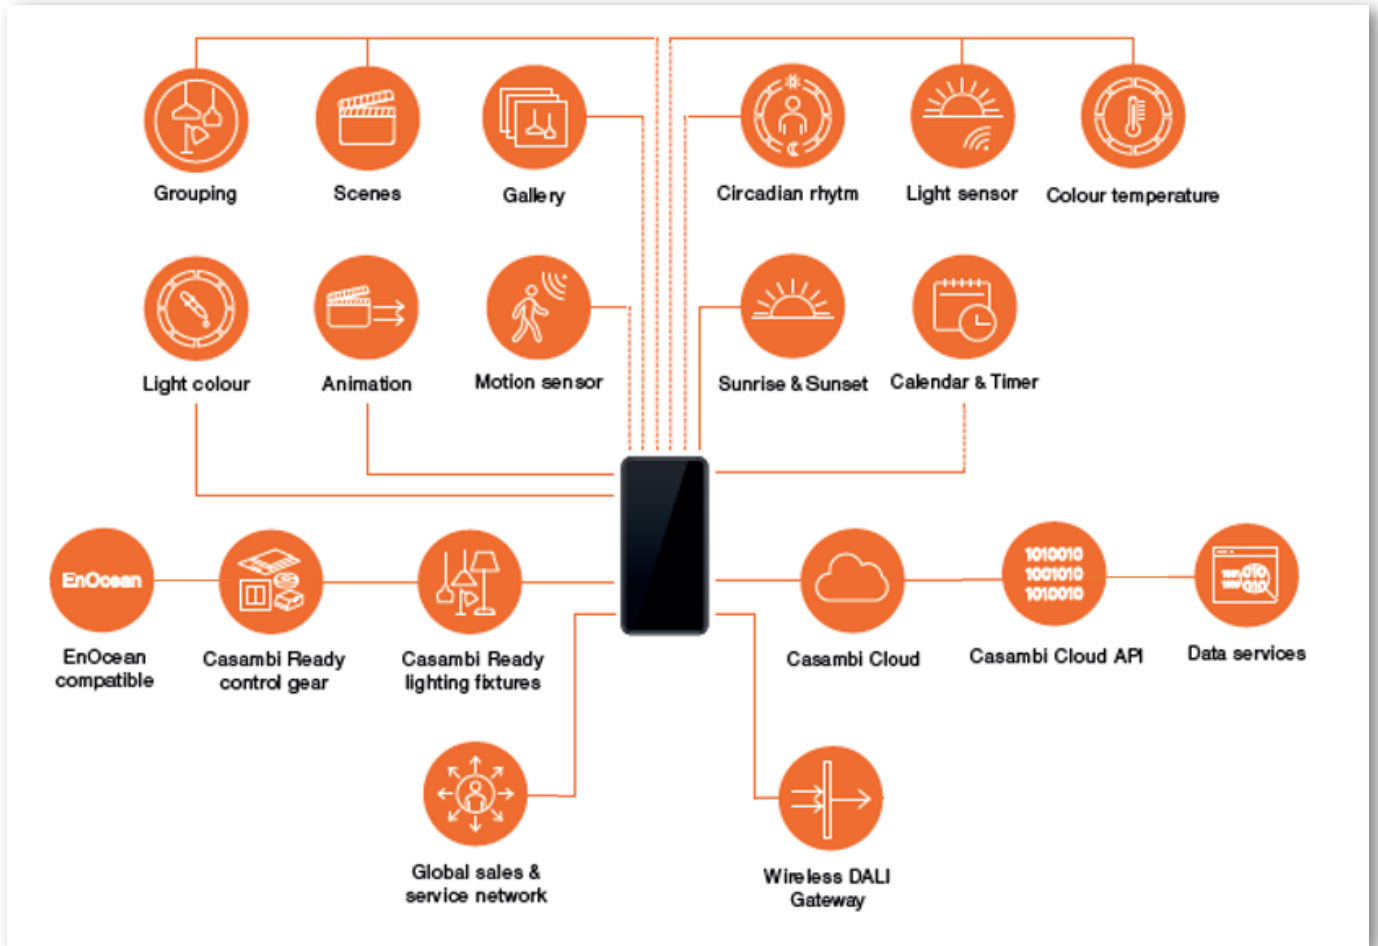 Grouping
Scenes
Gallery
Circadian rhytm
Light sensor
Colour temperature
Light colour
Animation
Motion sensor
Sunrise & Sunset
Calendar & Timer
EnOcean
EnOcean
compatible
Casambi Ready
control gear
Casambi Ready
lighting fixtures
Casambi Cloud
1010010
1001010
1010010
Casambi Cloud API
010
010
Data services
Global sales &
service network
Wireless DALI
Gateway